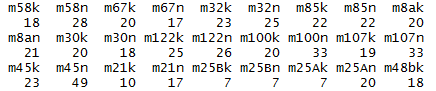 m58k m58n m67k m67n m32k m32n m85k m85n m8ak
18 28 20 17 23 25 22 22 20
m8an m30k m30n m122k m122n m100k m100n m107k m107n
21 20 18 25 26 20 33 19 33
m45k m45n m21k m21n m25Bk m25Bn m25Ak m25An m48bk
23 49 10 17 7 7 7 20 18